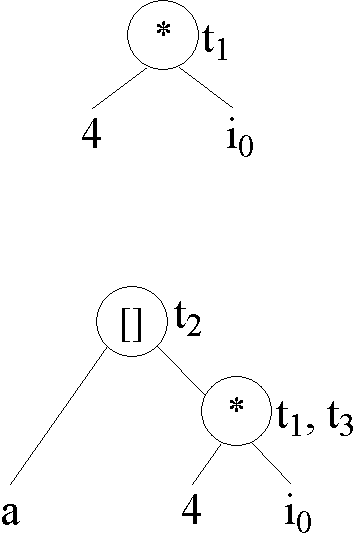 * t₁
4 i₀
[] t₂
* t₁, t₃
a 4 i₀